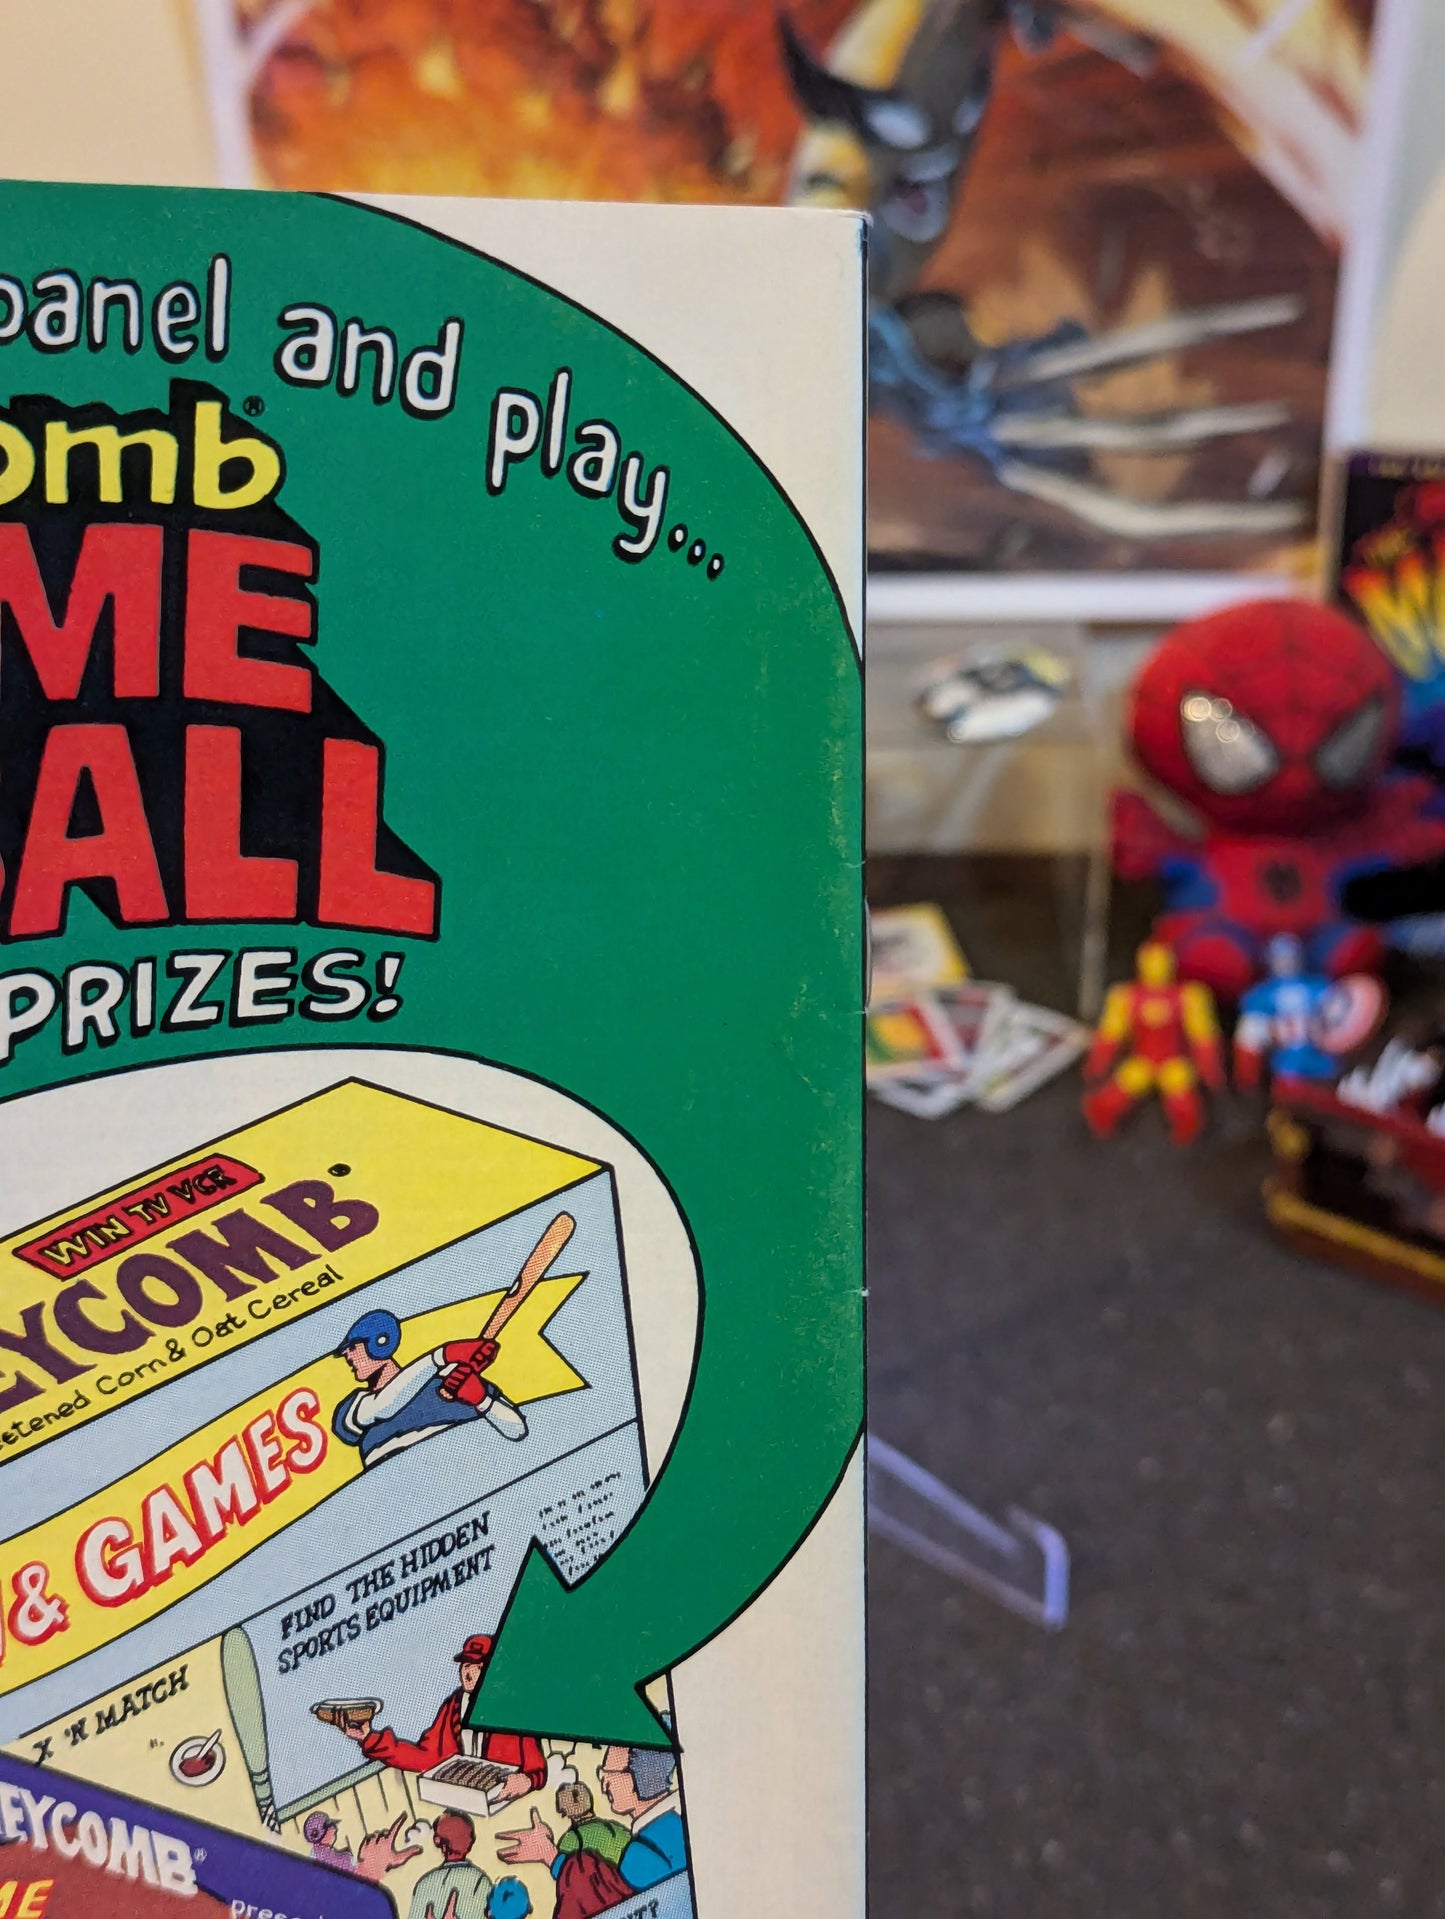 panel and play...
omb®
ME
ALL
PRIZES!
WIN TV VCR
EYCOMB®
etened Corn & Oat Cereal
& GAMES
FIND THE HIDDEN
SPORTS EQUIPMENT
X 'N MATCH
EYCOMB®
ME